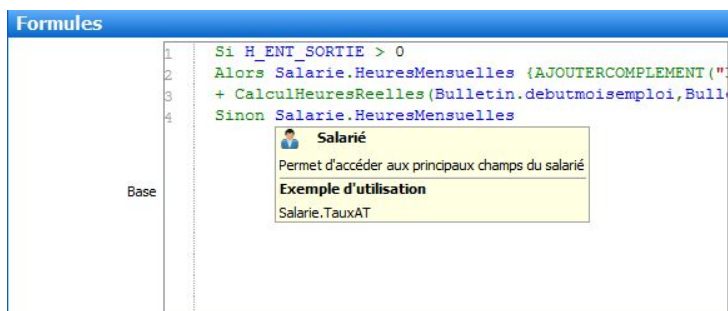 Formules
1 Si H_ENT_SORTIE > 0
2 Alors Salarie.HeuresMensuelles {AJOUTERCOMPLEMENT("
3 + CalculHeuresReelles(Bulletin.debutmoisemploi,Bull
4 Sinon Salarie.HeuresMensuelles
Salarié
Permet d'accéder aux principaux champs du salarié
Base
Exemple d'utilisation
Salarie.TauxAT